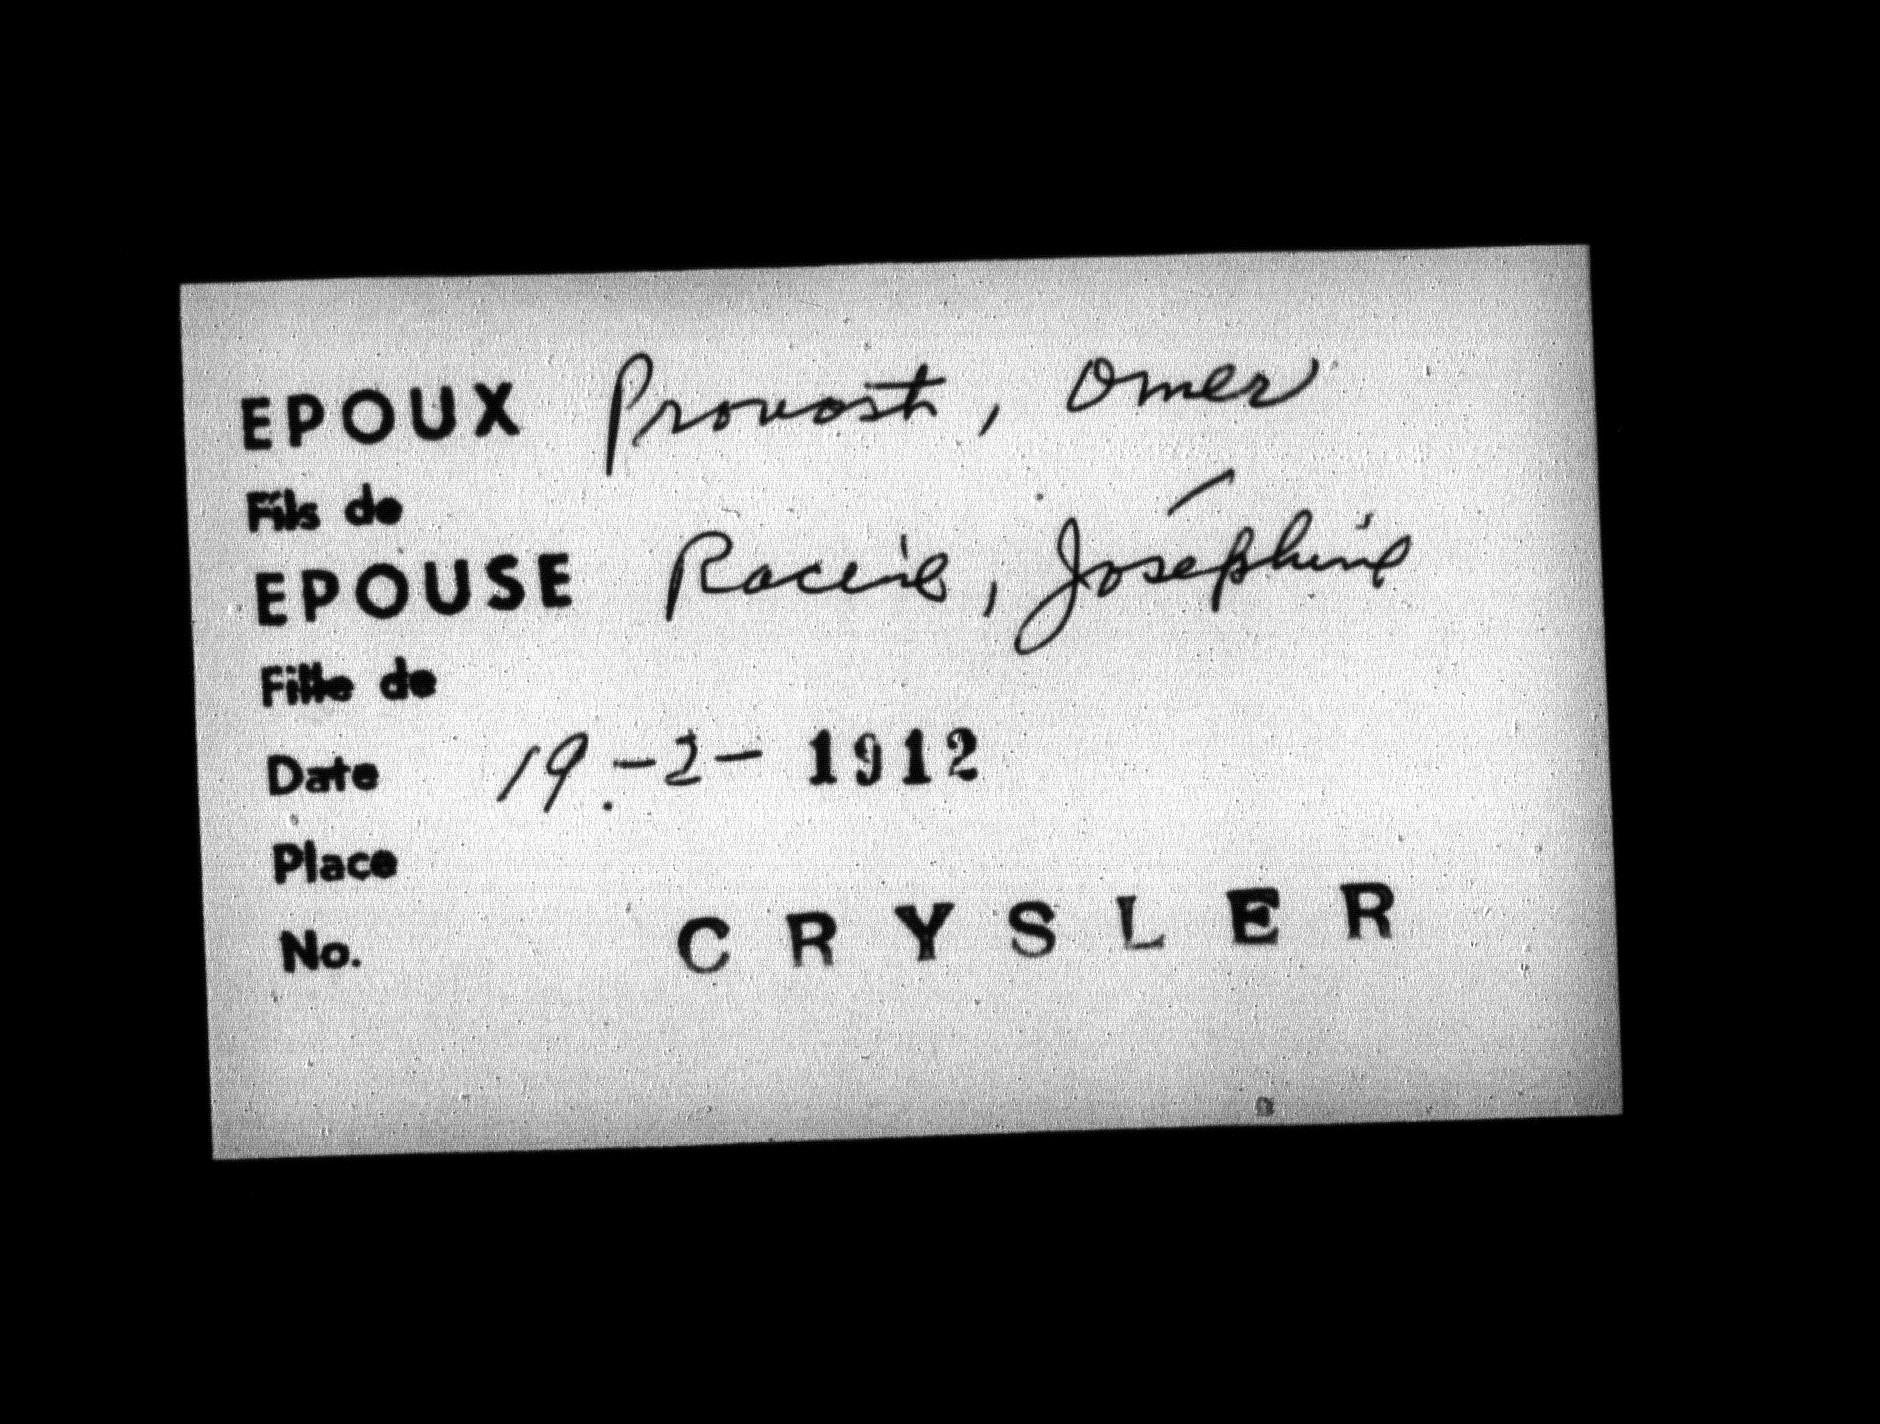 EPOUX Provost, Omer
Fils de
EPOUSE Racine, Joséphine
Fille de
Date 19.-2- 1912
Place
No. CRYSLER